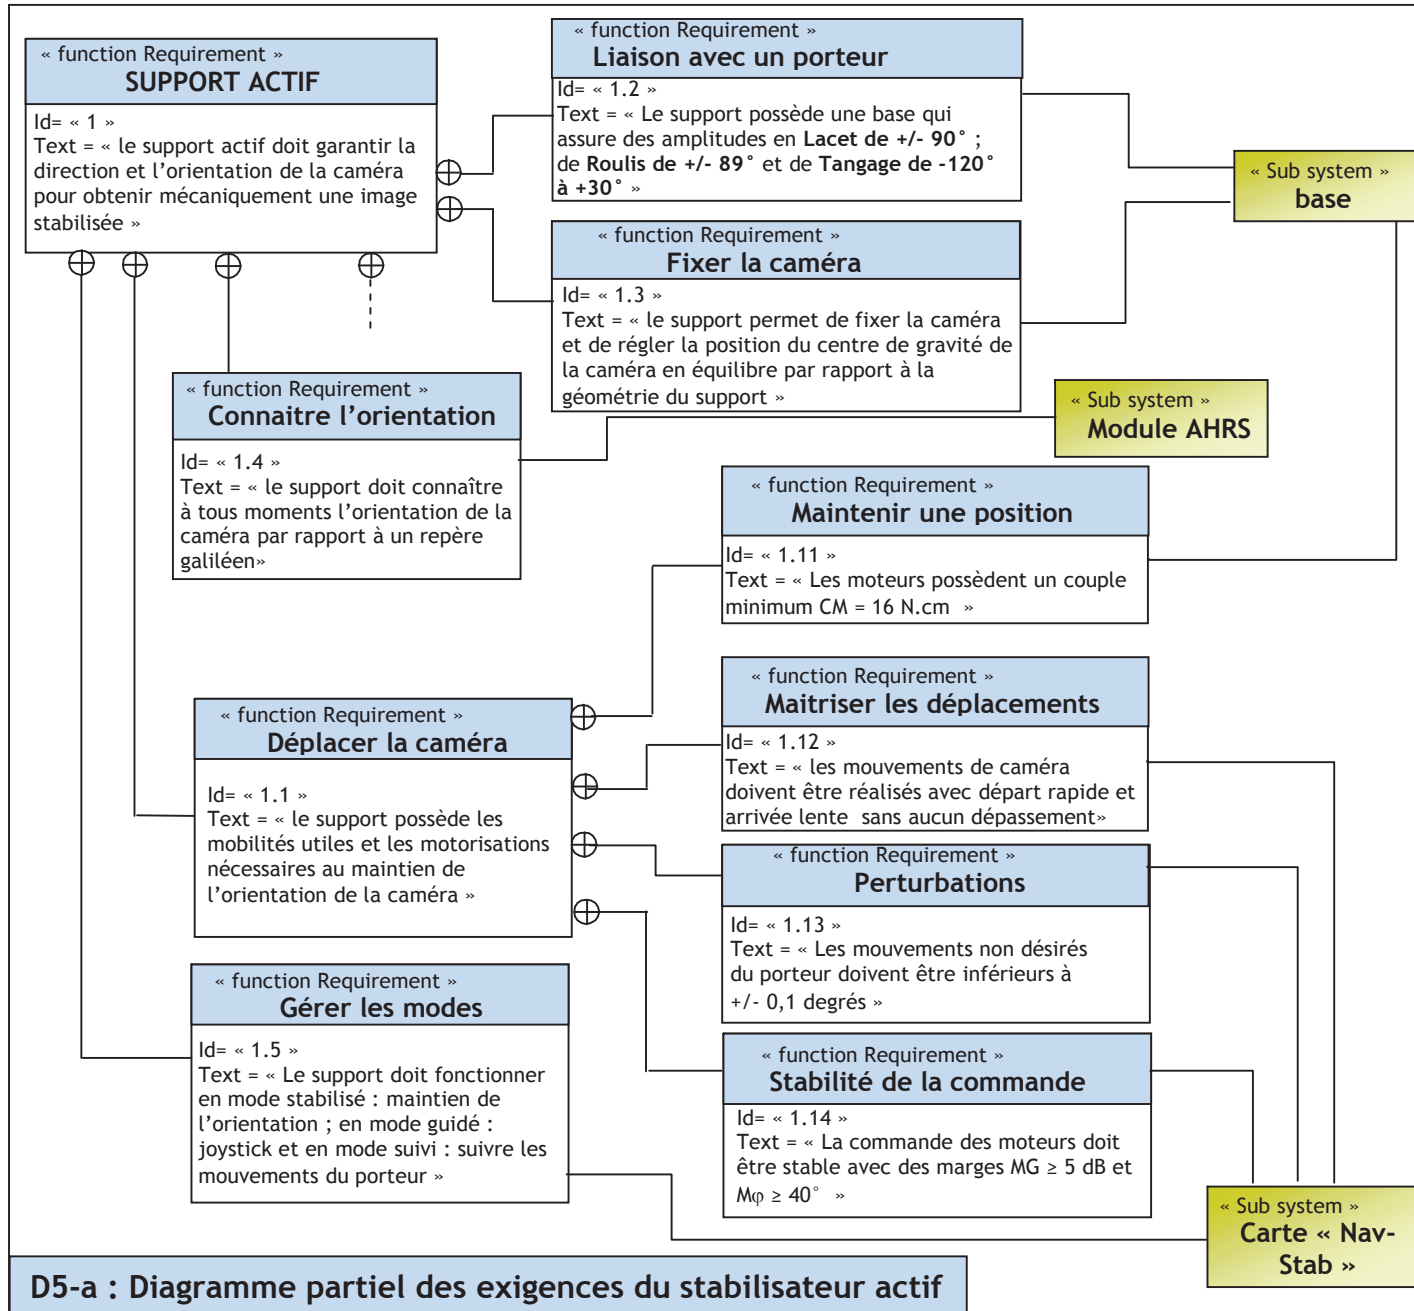 « function Requirement »
SUPPORT ACTIF
Id= « 1 »
Text = « le support actif doit garantir la
direction et l’orientation de la caméra
pour obtenir mécaniquement une image
stabilisée »
« function Requirement »
Liaison avec un porteur
Id= « 1.2 »
Text = « Le support possède une base qui
assure des amplitudes en Lacet de +/- 90° ;
de Roulis de +/- 89° et de Tangage de -120°
à +30° »
« Sub system »
base
« function Requirement »
Fixer la caméra
Id= « 1.3 »
Text = « le support permet de fixer la caméra
et de régler la position du centre de gravité de
la caméra en équilibre par rapport à la
géométrie du support »
« function Requirement »
Connaitre l’orientation
Id= « 1.4 »
Text = « le support doit connaître
à tous moments l’orientation de la
caméra par rapport à un repère
galiléen»
« Sub system »
Module AHRS
« function Requirement »
Maintenir une position
Id= « 1.11 »
Text = « Les moteurs possèdent un couple
minimum CM = 16 N.cm »
« function Requirement »
Maitriser les déplacements
Id= « 1.12 »
Text = « les mouvements de caméra
doivent être réalisés avec départ rapide et
arrivée lente sans aucun dépassement»
« function Requirement »
Déplacer la caméra
Id= « 1.1 »
Text = « le support possède les
mobilités utiles et les motorisations
nécessaires au maintien de
l’orientation de la caméra »
« function Requirement »
Perturbations
Id= « 1.13 »
Text = « Les mouvements non désirés
du porteur doivent être inférieurs à
+/- 0,1 degrés »
« function Requirement »
Gérer les modes
Id= « 1.5 »
Text = « Le support doit fonctionner
en mode stabilisé : maintien de
l’orientation ; en mode guidé :
joystick et en mode suivi : suivre les
mouvements du porteur »
« function Requirement »
Stabilité de la commande
Id= « 1.14 »
Text = « La commande des moteurs doit
être stable avec des marges MG ≥ 5 dB et
Mφ ≥ 40° »
« Sub system »
Carte « Nav-
Stab »
D5-a : Diagramme partiel des exigences du stabilisateur actif